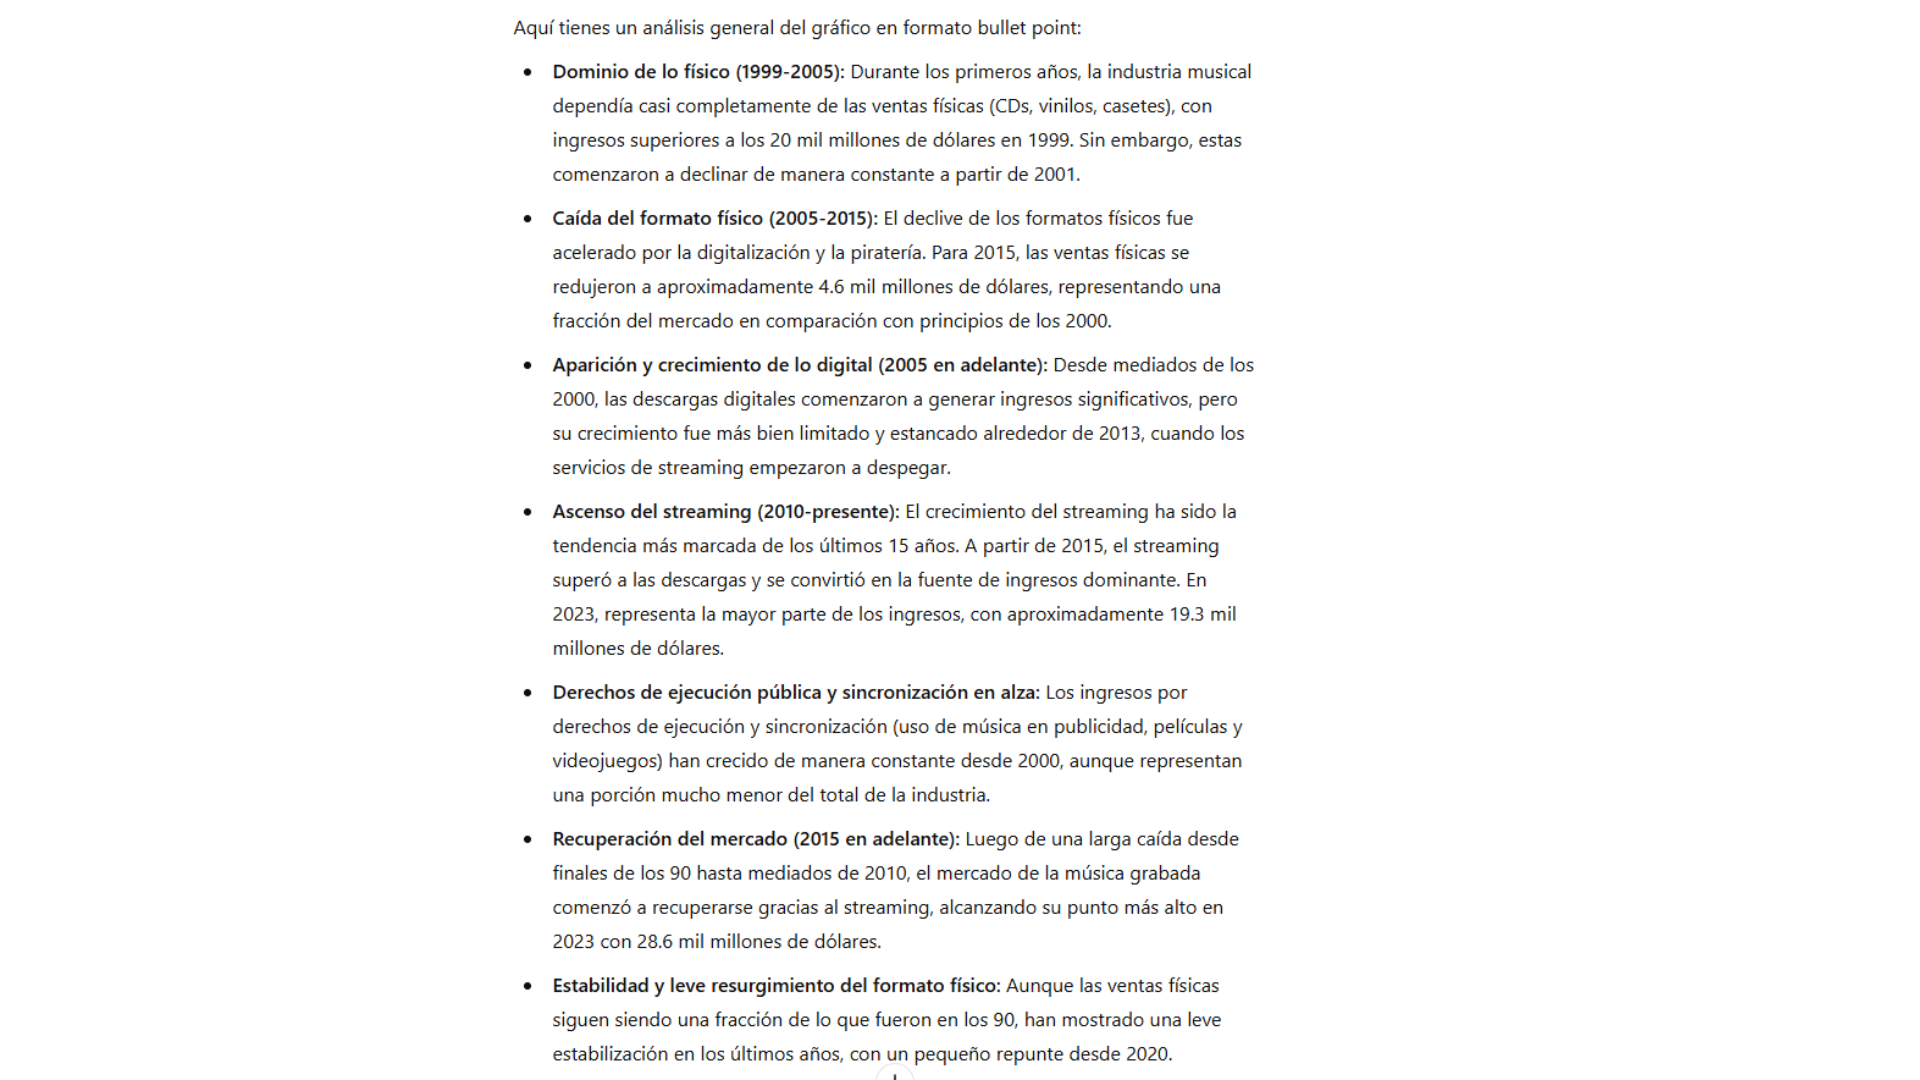 Aquí tienes un análisis general del gráfico en formato bullet point:
• Dominio de lo físico (1999-2005): Durante los primeros años, la industria musical
dependía casi completamente de las ventas físicas (CDs, vinilos, casetes), con
ingresos superiores a los 20 mil millones de dólares en 1999. Sin embargo, estas
comenzaron a declinar de manera constante a partir de 2001.
• Caída del formato físico (2005-2015): El declive de los formatos físicos fue
acelerado por la digitalización y la piratería. Para 2015, las ventas físicas se
redujeron a aproximadamente 4.6 mil millones de dólares, representando una
fracción del mercado en comparación con principios de los 2000.
• Aparición y crecimiento de lo digital (2005 en adelante): Desde mediados de los
2000, las descargas digitales comenzaron a generar ingresos significativos, pero
su crecimiento fue más bien limitado y estancado alrededor de 2013, cuando los
servicios de streaming empezaron a despegar.
• Ascenso del streaming (2010-presente): El crecimiento del streaming ha sido la
tendencia más marcada de los últimos 15 años. A partir de 2015, el streaming
superó a las descargas y se convirtió en la fuente de ingresos dominante. En
2023, representa la mayor parte de los ingresos, con aproximadamente 19.3 mil
millones de dólares.
• Derechos de ejecución pública y sincronización en alza: Los ingresos por
derechos de ejecución y sincronización (uso de música en publicidad, películas y
videojuegos) han crecido de manera constante desde 2000, aunque representan
una porción mucho menor del total de la industria.
• Recuperación del mercado (2015 en adelante): Luego de una larga caída desde
finales de los 90 hasta mediados de 2010, el mercado de la música grabada
comenzó a recuperarse gracias al streaming, alcanzando su punto más alto en
2023 con 28.6 mil millones de dólares.
• Estabilidad y leve resurgimiento del formato físico: Aunque las ventas físicas
siguen siendo una fracción de lo que fueron en los 90, han mostrado una leve
estabilización en los últimos años, con un pequeño repunte desde 2020.